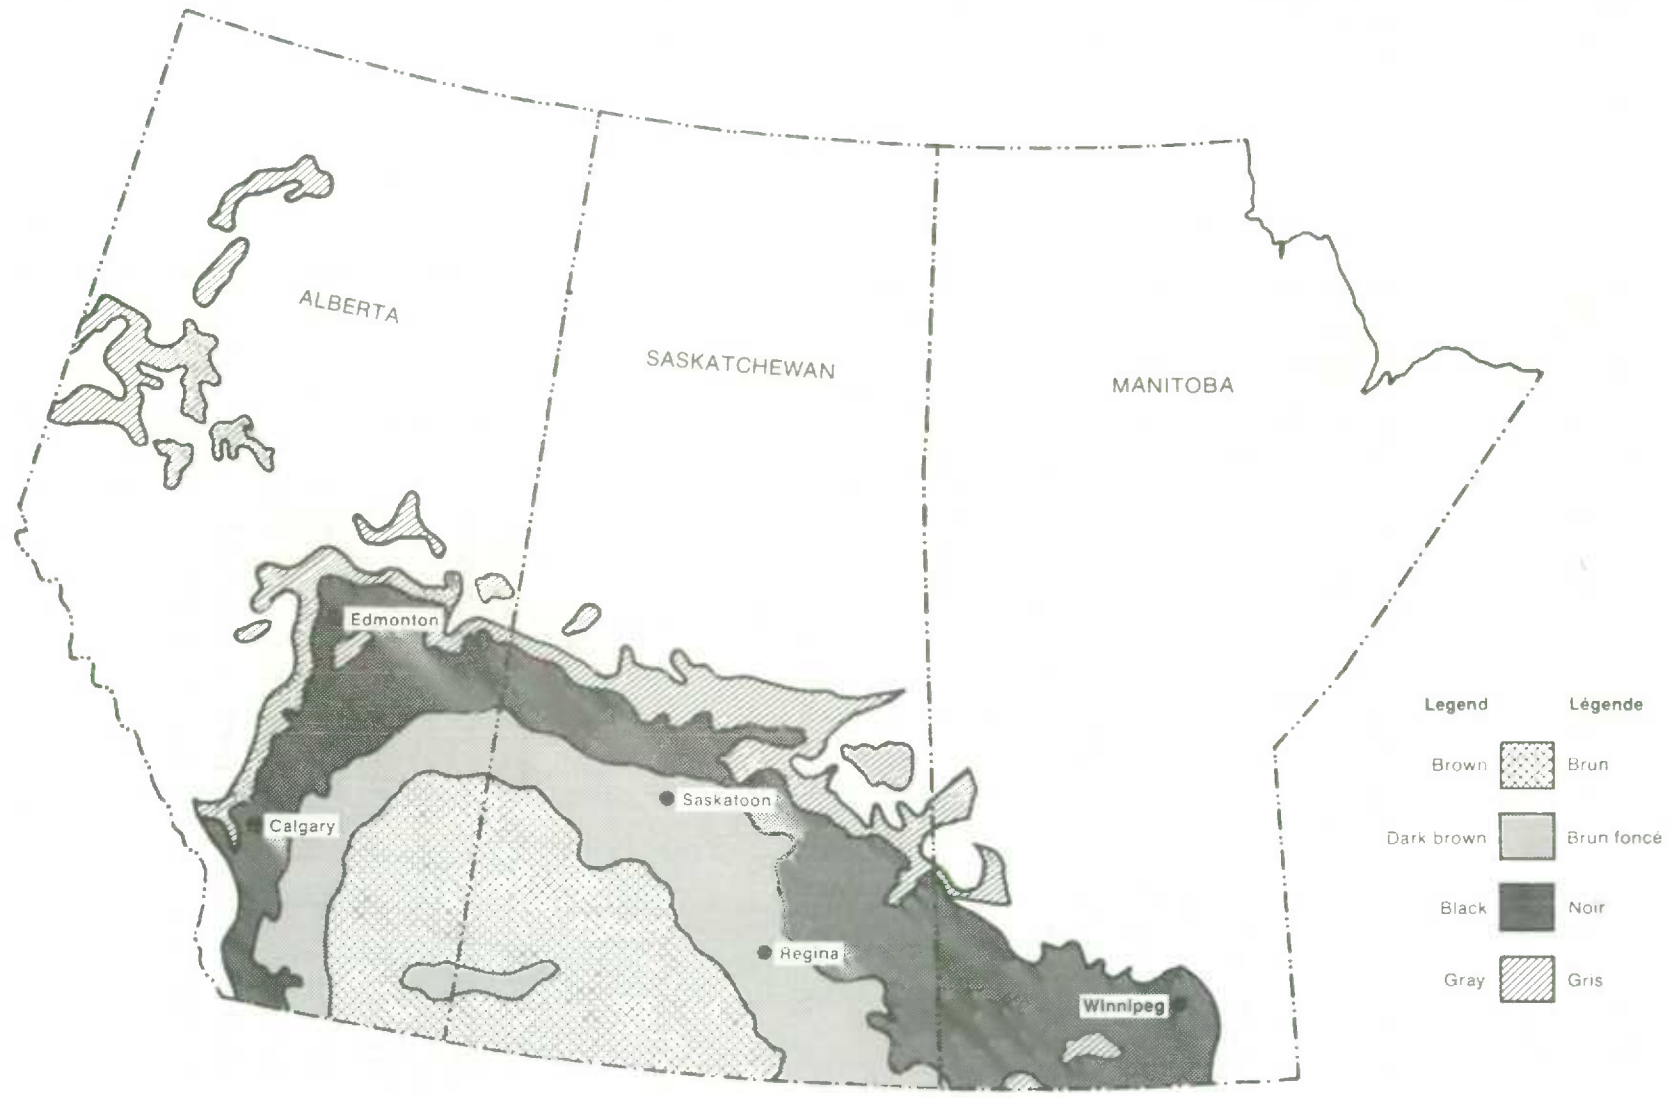 ALBERTA
SASKATCHEWAN
MANITOBA
Edmonton
Saskatoon
Calgary
Regina
Winnipeg
Legend Légende
Brown Brun
Dark brown Brun foncé
Black Noir
Gray Gris